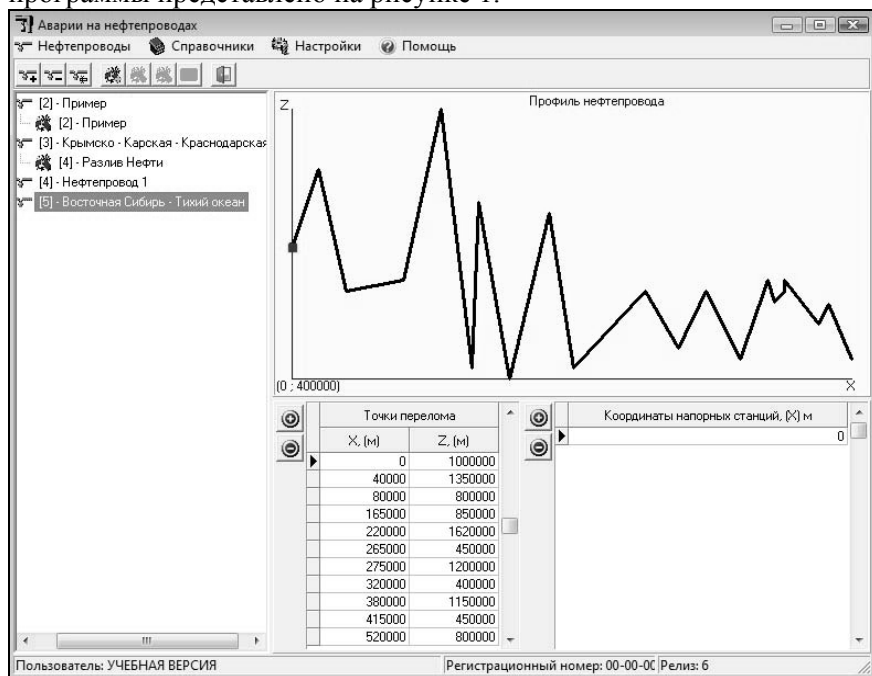 программы представлено на рисунке 1.
Аварии на нефтепроводах
Нефтепроводы Справочники Настройки Помощь
[2] - Пример
[2] - Пример
[3] - Крымско - Карская - Краснодарская
[4] - Разлив Нефти
[4] - Нефтепровод 1
[5] - Восточная Сибирь - Тихий океан
Профиль нефтепровода
Z
(0 ; 400000)
X
Точки перелома
X, (м) Z, (м)
0 1000000
40000 1350000
80000 800000
165000 850000
220000 1620000
265000 450000
275000 1200000
320000 400000
380000 1150000
415000 450000
520000 800000
Координаты напорных станций, (X) м
0
Пользователь: УЧЕБНАЯ ВЕРСИЯ
Регистрационный номер: 00-00-0С Релиз: 6